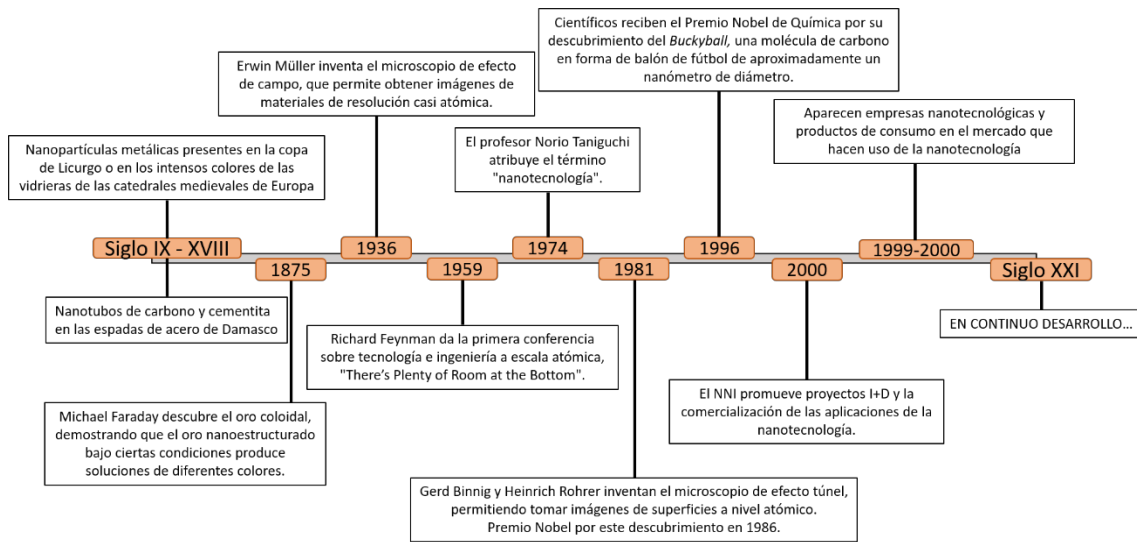 Científicos reciben el Premio Nobel de Química por su
descubrimiento del Buckyball, una molécula de carbono
en forma de balón de fútbol de aproximadamente un
nanómetro de diámetro.
Erwin Müller inventa el microscopio de efecto
de campo, que permite obtener imágenes de
materiales de resolución casi atómica.
Aparecen empresas nanotecnológicas y
productos de consumo en el mercado que
hacen uso de la nanotecnología
Nanopartículas metálicas presentes en la copa
de Licurgo o en los intensos colores de las
vidrieras de las catedrales medievales de Europa
El profesor Norio Taniguchi
atribuye el término
"nanotecnología".
Siglo IX - XVIII
1936
1974
1996
1999-2000
1875
1959
1981
2000
Siglo XXI
Nanotubos de carbono y cementita
en las espadas de acero de Damasco
Richard Feynman da la primera conferencia
sobre tecnología e ingeniería a escala atómica,
"There's Plenty of Room at the Bottom".
EN CONTINUO DESARROLLO...
Michael Faraday descubre el oro coloidal,
demostrando que el oro nanoestructurado
bajo ciertas condiciones produce
soluciones de diferentes colores.
El NNI promueve proyectos I+D y la
comercialización de las aplicaciones de la
nanotecnología.
Gerd Binnig y Heinrich Rohrer inventan el microscopio de efecto túnel,
permitiendo tomar imágenes de superficies a nivel atómico.
Premio Nobel por este descubrimiento en 1986.